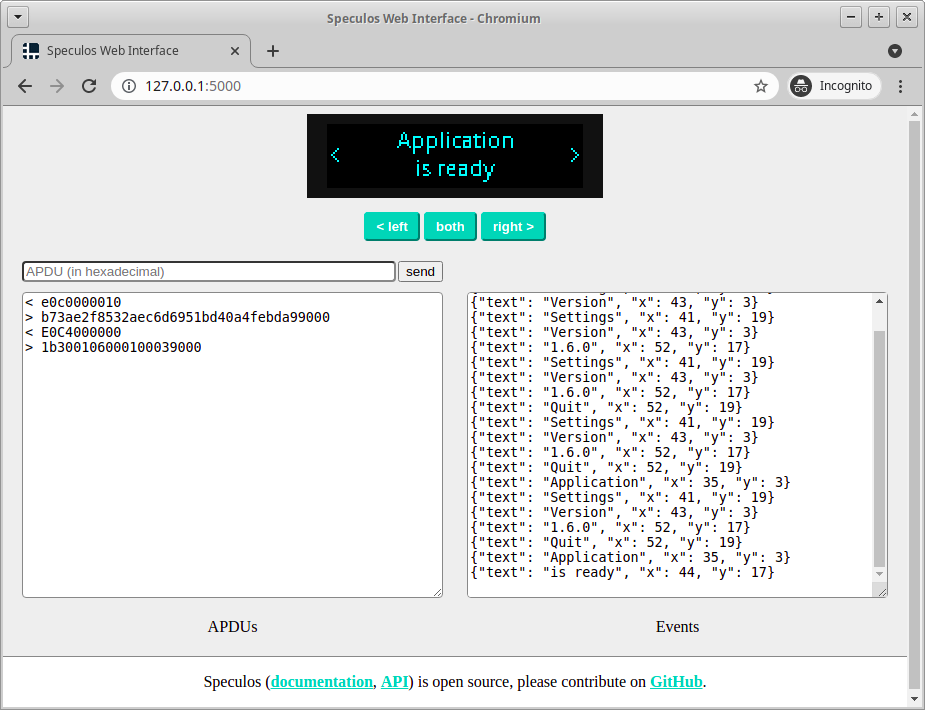 Speculos Web Interface - Chromium
Speculos Web Interface
127.0.0.1:5000
Incognito
Application
< is ready >
< left
both
right >
APDU (in hexadecimal)
send
< e0c0000010
> b73ae2f8532aec6d6951bd40a4febda99000
< E0C4000000
> 1b300106000100039000
{"text": "Version", "x": 43, "y": 3}
{"text": "Settings", "x": 41, "y": 19}
{"text": "Version", "x": 43, "y": 3}
{"text": "1.6.0", "x": 52, "y": 17}
{"text": "Settings", "x": 41, "y": 19}
{"text": "Version", "x": 43, "y": 3}
{"text": "1.6.0", "x": 52, "y": 17}
{"text": "Quit", "x": 52, "y": 19}
{"text": "Settings", "x": 41, "y": 19}
{"text": "Version", "x": 43, "y": 3}
{"text": "1.6.0", "x": 52, "y": 17}
{"text": "Quit", "x": 52, "y": 19}
{"text": "Application", "x": 35, "y": 3}
{"text": "Settings", "x": 41, "y": 19}
{"text": "Version", "x": 43, "y": 3}
{"text": "1.6.0", "x": 52, "y": 17}
{"text": "Quit", "x": 52, "y": 19}
{"text": "Application", "x": 35, "y": 3}
{"text": "is ready", "x": 44, "y": 17}
APDUs
Events
Speculos (documentation, API) is open source, please contribute on GitHub.